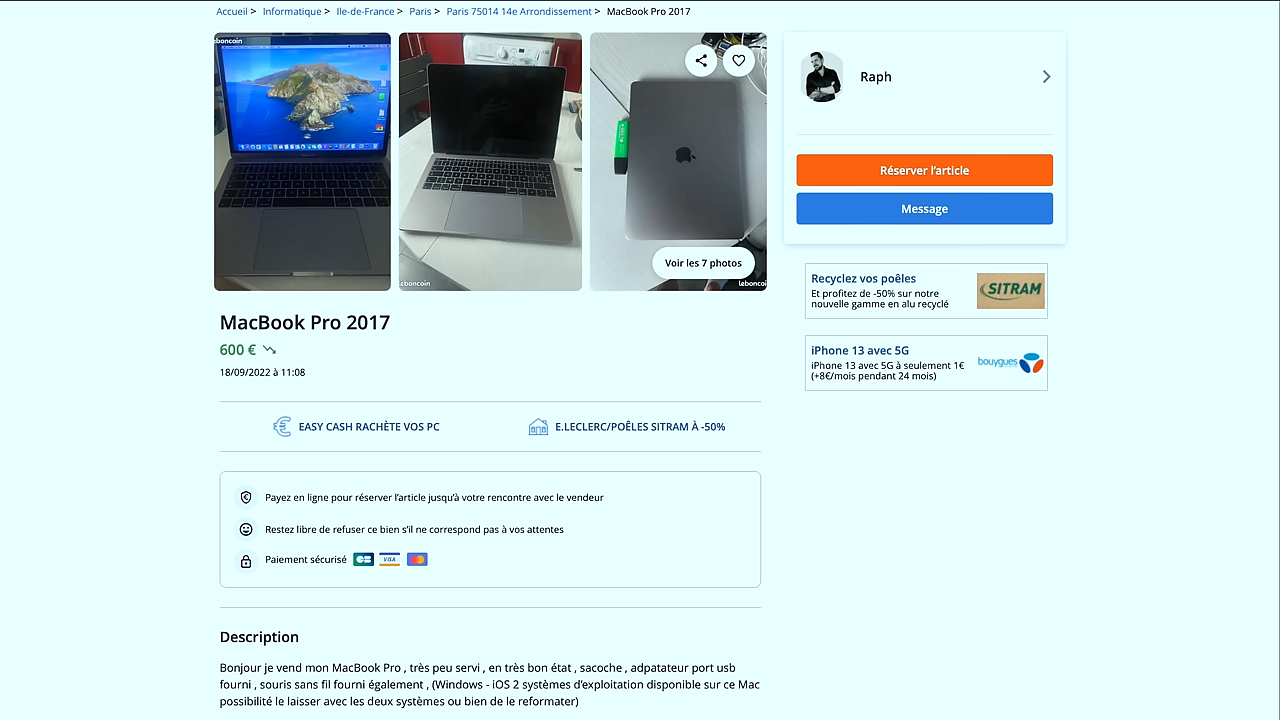 Accueil > Informatique > Ile-de-France > Paris > Paris 75014 14e Arrondissement > MacBook Pro 2017
leboncoin
leboncoin
Voir les 7 photos
Raph
Réserver l'article
Message
Recyclez vos poêles
Et profitez de -50% sur notre
nouvelle gamme en alu recyclé
SITRAM
iPhone 13 avec 5G
iPhone 13 avec 5G à seulement 1€
(+8€/mois pendant 24 mois)
bouygues
MacBook Pro 2017
600 €
18/09/2022 à 11:08
EASY CASH RACHÈTE VOS PC
E.LECLERC/POÊLES SITRAM À -50%
Payez en ligne pour réserver l'article jusqu'à votre rencontre avec le vendeur
Restez libre de refuser ce bien s'il ne correspond pas à vos attentes
Paiement sécurisé
VISA
Description
Bonjour je vend mon MacBook Pro , très peu servi , en très bon état , sacoche , adpatateur port usb
fourni , souris sans fil fourni également , (Windows - iOS 2 systèmes d'exploitation disponible sur ce Mac
possibilité le laisser avec les deux systèmes ou bien de le reformater)